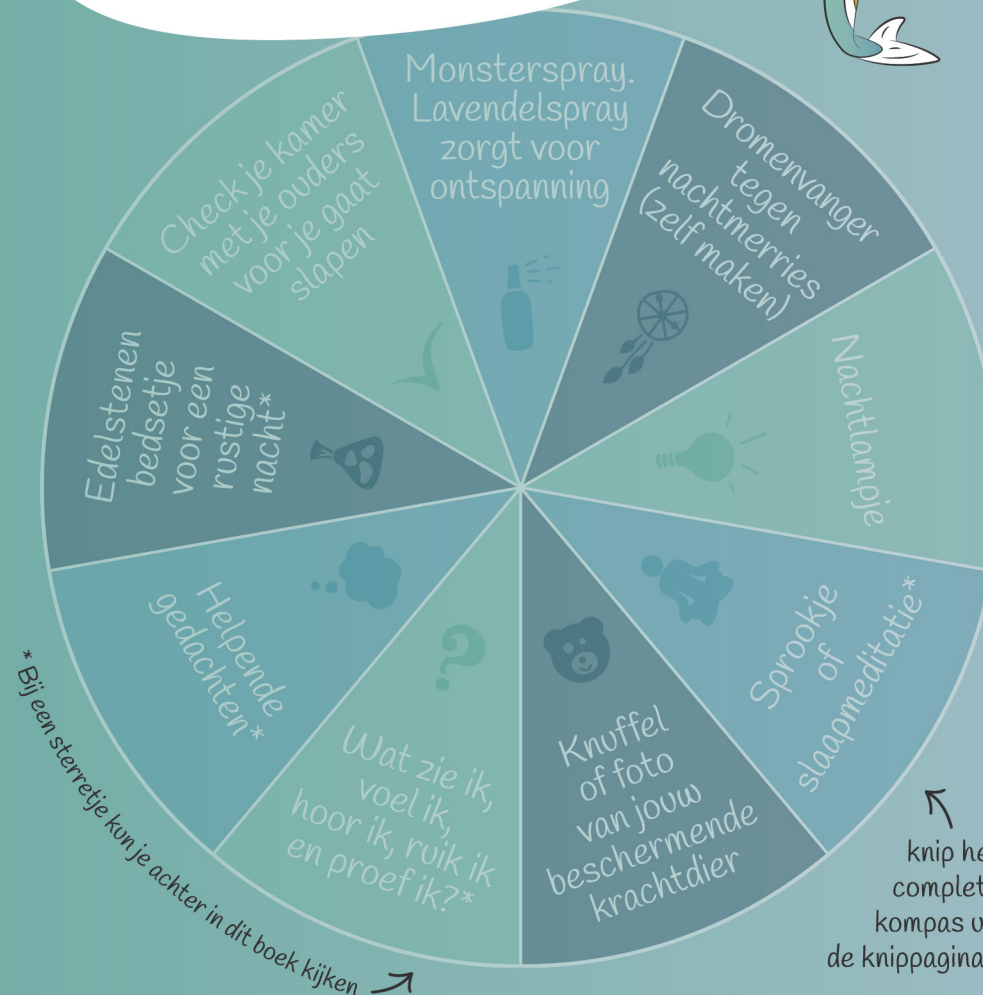 Monsterspray.
Lavendelspray
zorgt voor
ontspanning
Dromenvanger
tegen
nachtmerries
(zelf maken)
Nachtlampje
Sprookje
of
slaapmeditatie*
Knuffel
of foto
van jouw
beschermende
krachtdier
Wat zie ik,
voel ik,
hoor ik, ruik ik
en proef ik?*
Helpende
gedachten*
Edelstenen
bedsetje
voor een
rustige
nacht*
Check je kamer
met je ouders
voor je gaat
slapen
* Bij een sterretje kun je achter in dit boek kijken
knip
kompas
de